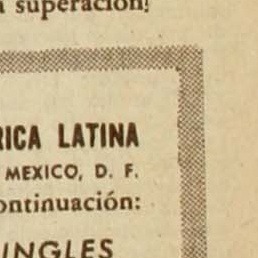 a superación!
RICA LATINA
MEXICO, D. F.
ontinuación:
INGLES